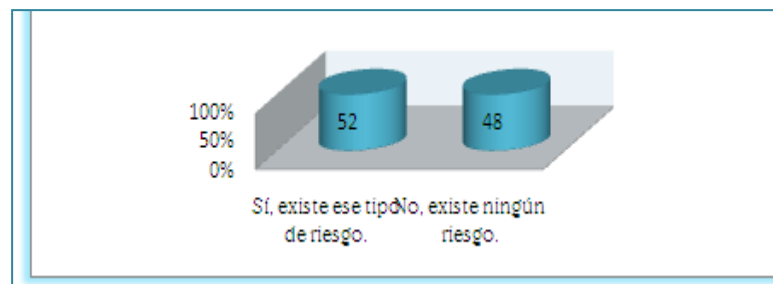 52 48
100%
50%
0%
Sí, existe ese tipo
de riesgo.
No, existe ningún
riesgo.